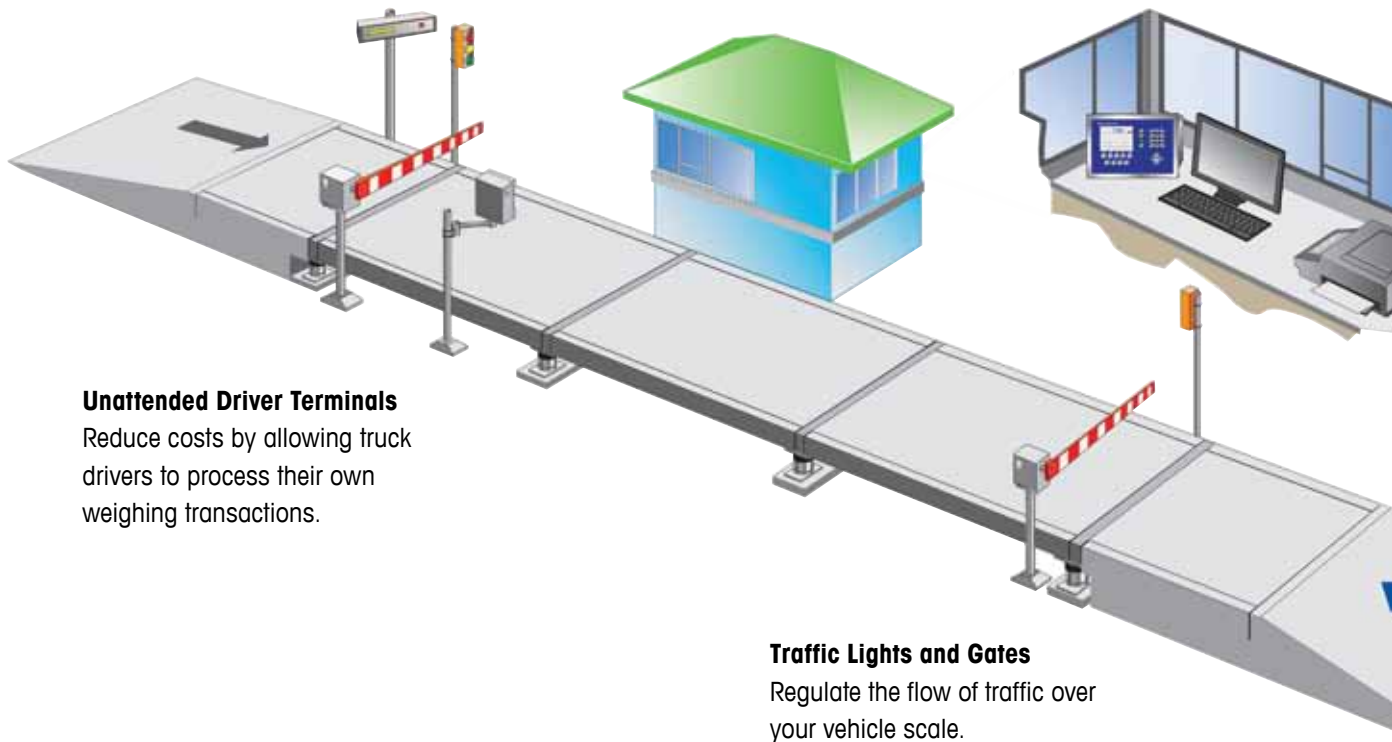 Unattended Driver Terminals
Reduce costs by allowing truck
drivers to process their own
weighing transactions.
Traffic Lights and Gates
Regulate the flow of traffic over
your vehicle scale.